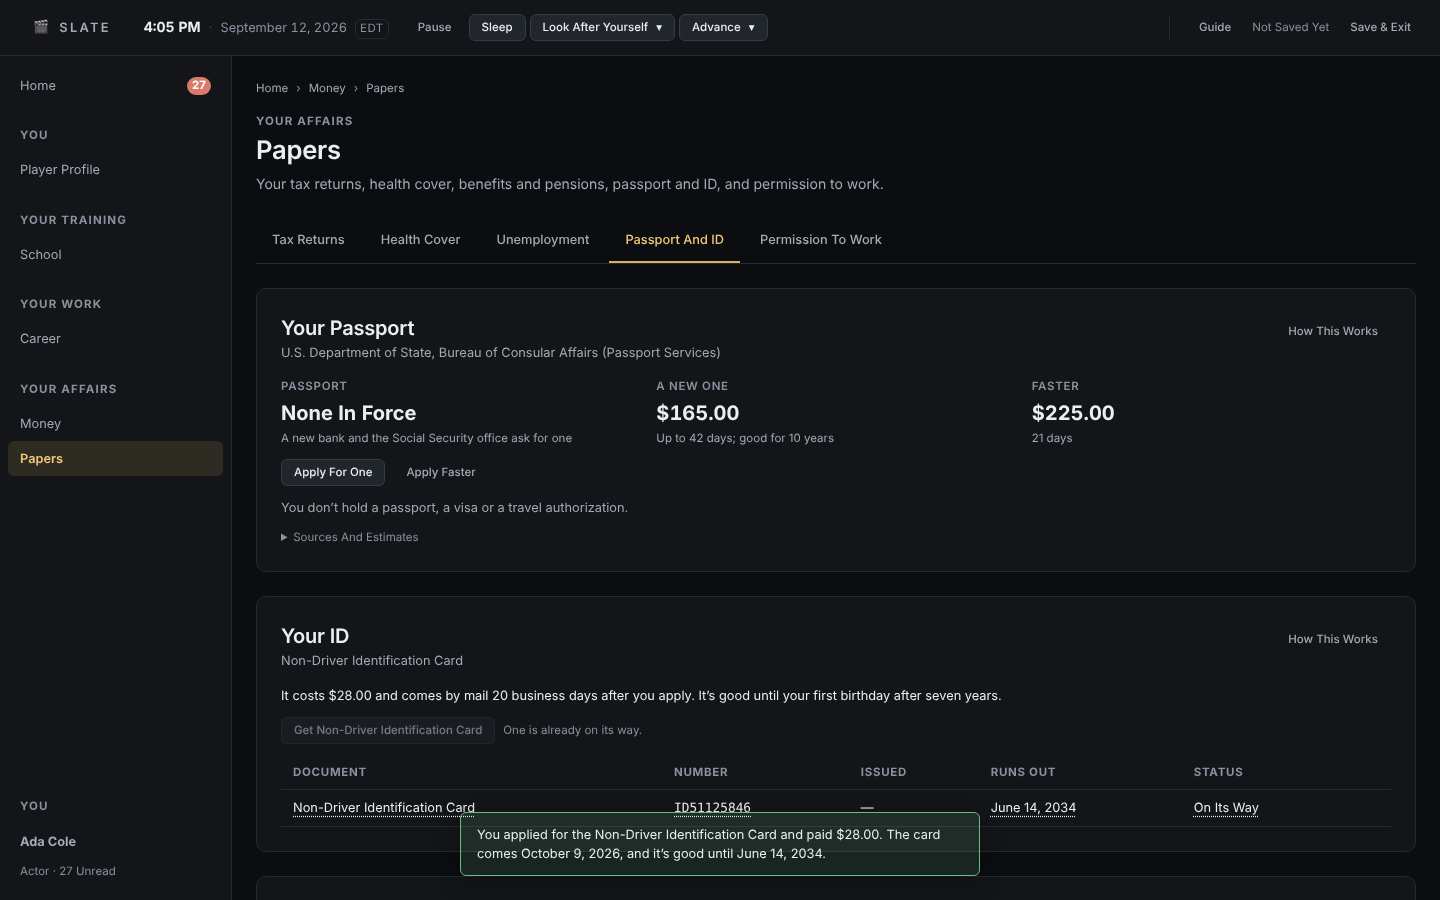 SLATE
4:05 PM · September 12, 2026 EDT
Pause
Sleep
Look After Yourself ▾
Advance ▾
Guide
Not Saved Yet
Save & Exit
Home
27
YOU
Player Profile
YOUR TRAINING
School
YOUR WORK
Career
YOUR AFFAIRS
Money
Papers
YOU
Ada Cole
Actor · 27 Unread
Home › Money › Papers
YOUR AFFAIRS
Papers
Your tax returns, health cover, benefits and pensions, passport and ID, and permission to work.
Tax Returns
Health Cover
Unemployment
Passport And ID
Permission To Work
Your Passport
How This Works
U.S. Department of State, Bureau of Consular Affairs (Passport Services)
PASSPORT
None In Force
A new bank and the Social Security office ask for one
A NEW ONE
$165.00
Up to 42 days; good for 10 years
FASTER
$225.00
21 days
Apply For One
Apply Faster
You don’t hold a passport, a visa or a travel authorization.
▶ Sources And Estimates
Your ID
How This Works
Non-Driver Identification Card
It costs $28.00 and comes by mail 20 business days after you apply. It’s good until your first birthday after seven years.
Get Non-Driver Identification Card
One is already on its way.
DOCUMENT NUMBER ISSUED RUNS OUT STATUS
Non-Driver Identification Card ID51125846 — June 14, 2034 On Its Way
You applied for the Non-Driver Identification Card and paid $28.00. The card
comes October 9, 2026, and it’s good until June 14, 2034.